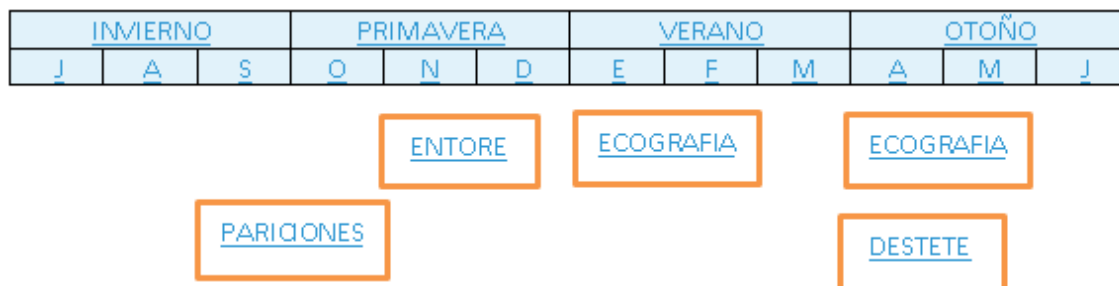 INVIERNO PRIMAVERA VERANO OTOÑO
J A S O N D E F M A M J
ENTORE ECOGRAFIA ECOGRAFIA
PARICIONES DESTETE